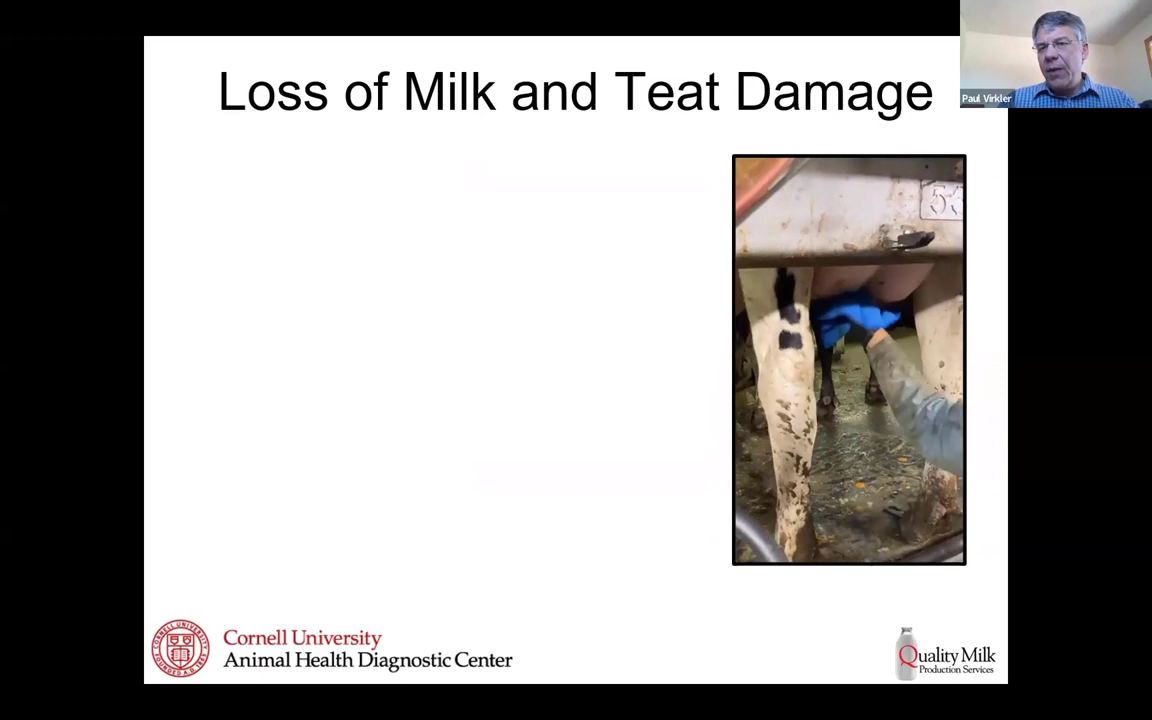 Loss of Milk and Teat Damage
Paul Virkler
Cornell University
Animal Health Diagnostic Center
Quality Milk
Production Services